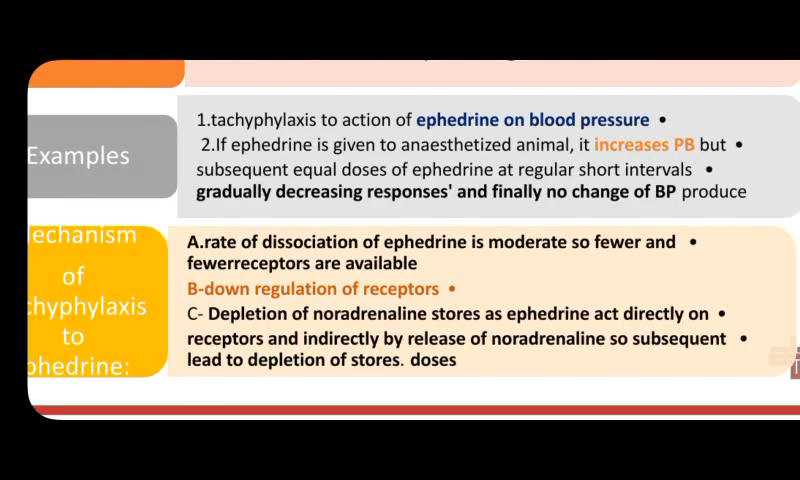 Examples
1.tachyphylaxis to action of ephedrine on blood pressure •
2.If ephedrine is given to anaesthetized animal, it increases PB but •
subsequent equal doses of ephedrine at regular short intervals •
gradually decreasing responses' and finally no change of BP produce
echanism
of
chyphylaxis
to
phedrine:
A.rate of dissociation of ephedrine is moderate so fewer and •
fewerreceptors are available
B-down regulation of receptors •
C- Depletion of noradrenaline stores as ephedrine act directly on •
receptors and indirectly by release of noradrenaline so subsequent •
lead to depletion of stores. doses